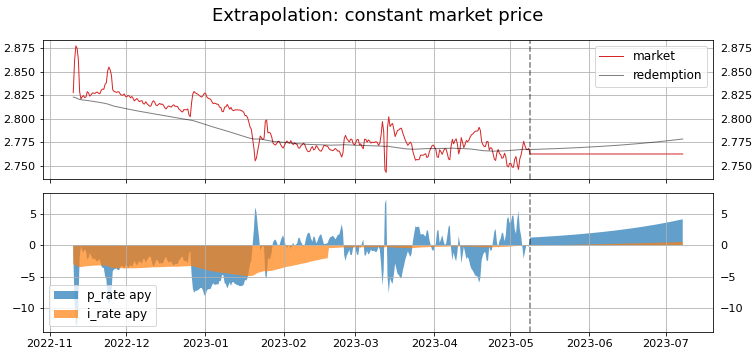 Extrapolation: constant market price
2.875 2.875
2.850 2.850
2.825 2.825
2.800 2.800
2.775 2.775
2.750 2.750
market
redemption
5 5
0 0
−5 −5
−10 −10
p_rate apy
i_rate apy
2022-11 2022-12 2023-01 2023-02 2023-03 2023-04 2023-05 2023-06 2023-07